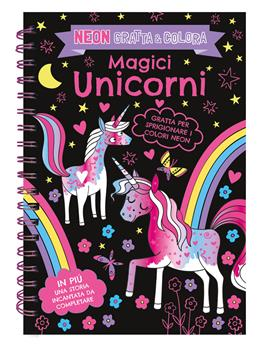 NEON GRATTA & COLORA
Magici
Unicorni
GRATTA PER
SPRIGIONARE I
COLORI NEON
IN PIÙ
UNA STORIA
INCANTATA DA
COMPLETARE